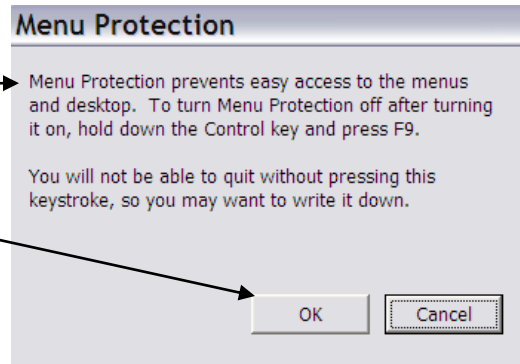 Menu Protection
Menu Protection prevents easy access to the menus
and desktop. To turn Menu Protection off after turning
it on, hold down the Control key and press F9.
You will not be able to quit without pressing this
keystroke, so you may want to write it down.
OK
Cancel